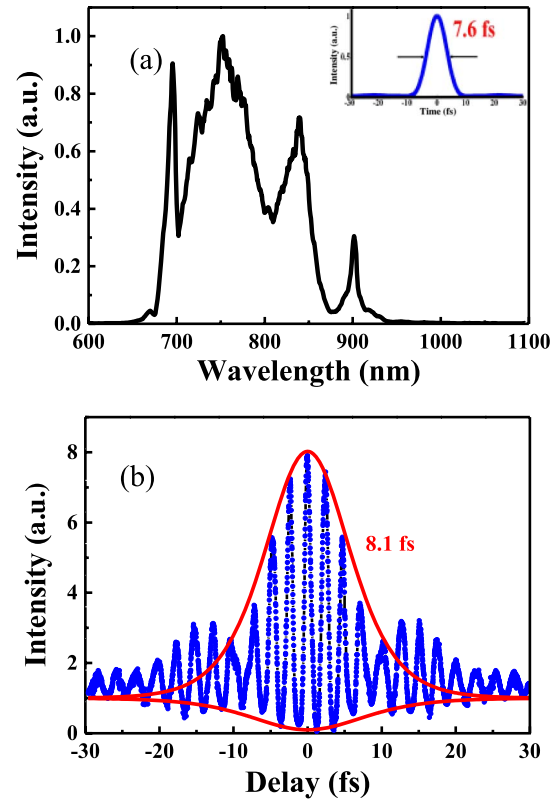 (a)
Intensity (a.u.)
1.0
0.8
0.6
0.4
0.2
0.0
600 700 800 900 1000 1100
Wavelength (nm)
7.6 fs
Intensity (a.u.)
1
0.5
0
-30 -20 -10 0 10 20 30
Time (fs)
(b)
8.1 fs
Intensity (a.u.)
8
6
4
2
0
-30 -20 -10 0 10 20 30
Delay (fs)